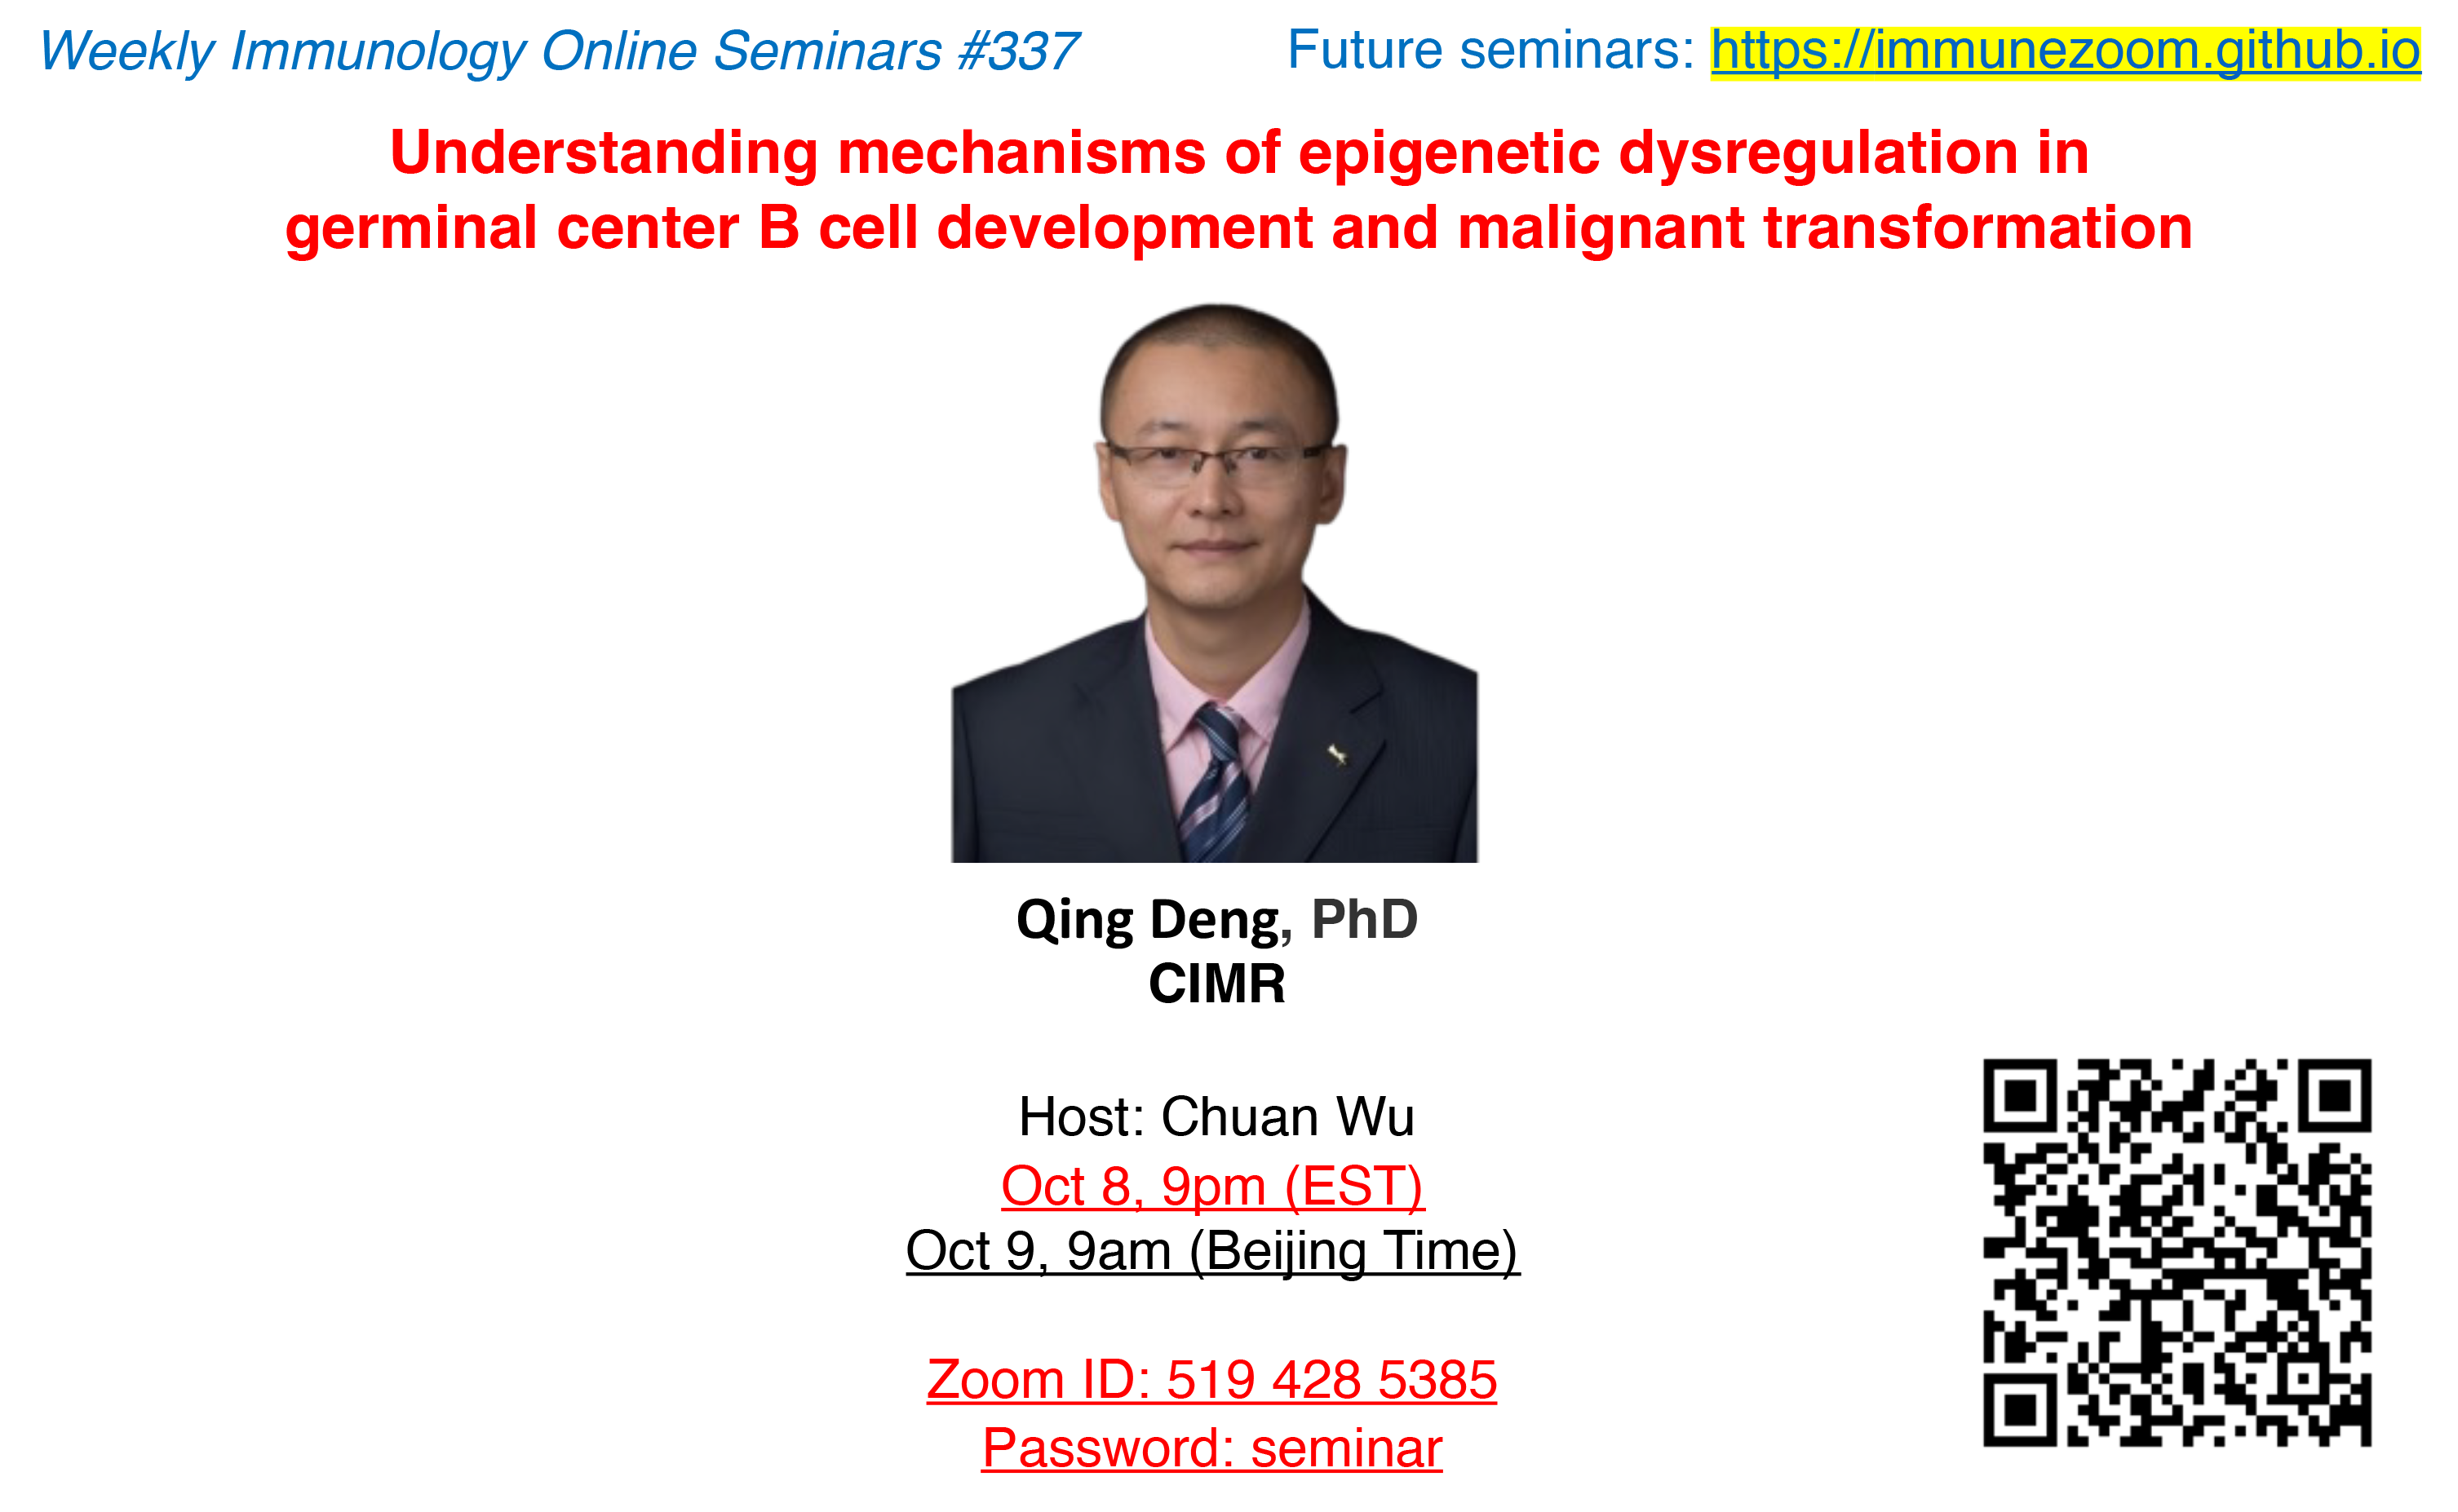 Weekly Immunology Online Seminars #337
Future seminars: https://immunezoom.github.io
Understanding mechanisms of epigenetic dysregulation in
germinal center B cell development and malignant transformation
Qing Deng, PhD
CIMR
Host: Chuan Wu
Oct 8, 9pm (EST)
Oct 9, 9am (Beijing Time)
Zoom ID: 519 428 5385
Password: seminar